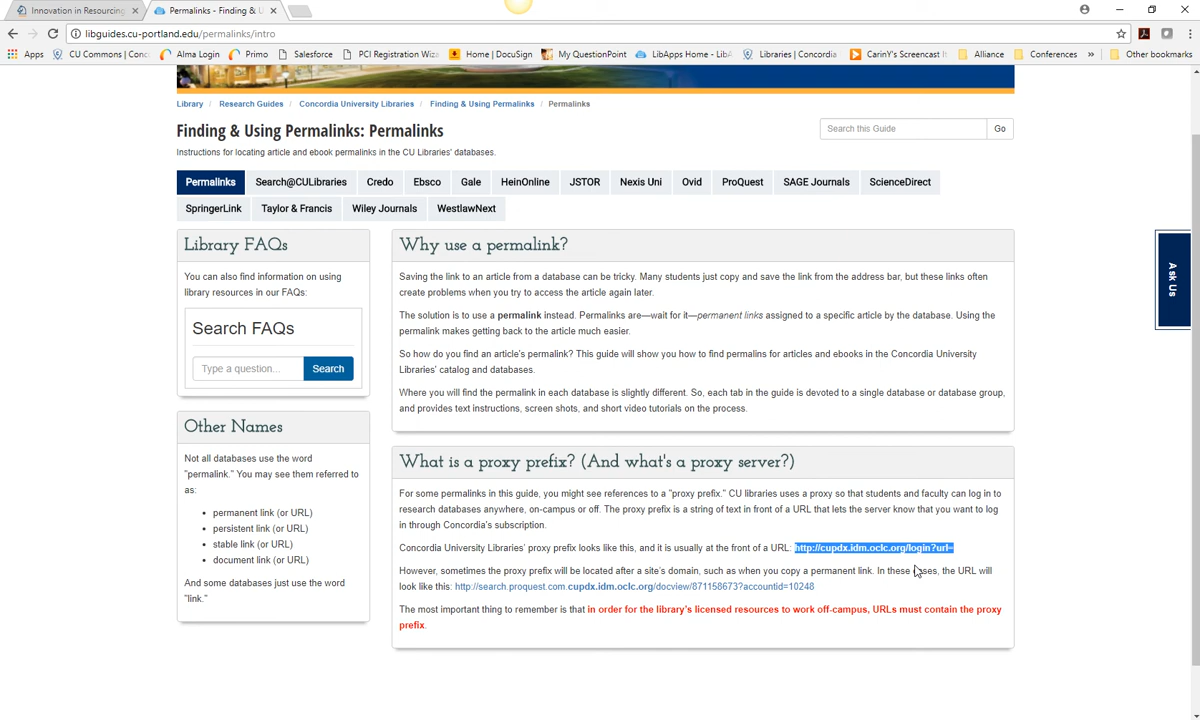 Innovation in Resourcing
Permalinks - Finding & U
libguides.cu-portland.edu/permalinks/intro
Apps CU Commons | Conc Alma Login Primo Salesforce PCI Registration Wiz Home | DocuSign My QuestionPoint LibApps Home - LibA Libraries | Concordia CarinY's Screencast Alliance Conferences » Other bookmarks
Library / Research Guides / Concordia University Libraries / Finding & Using Permalinks / Permalinks
Finding & Using Permalinks: Permalinks
Search this Guide Go
Instructions for locating article and ebook permalinks in the CU Libraries' databases.
Permalinks Search@CULibraries Credo Ebsco Gale HeinOnline JSTOR Nexis Uni Ovid ProQuest SAGE Journals ScienceDirect
SpringerLink Taylor & Francis Wiley Journals WestlawNext
Library FAQs
You can also find information on using
library resources in our FAQs:
Search FAQs
Type a question... Search
Other Names
Not all databases use the word
"permalink." You may see them referred to
as:
• permanent link (or URL)
• persistent link (or URL)
• stable link (or URL)
• document link (or URL)
And some databases just use the word
"link."
Why use a permalink?
Saving the link to an article from a database can be tricky. Many students just copy and save the link from the address bar, but these links often
create problems when you try to access the article again later.
The solution is to use a permalink instead. Permalinks are—wait for it—permanent links assigned to a specific article by the database. Using the
permalink makes getting back to the article much easier.
So how do you find an article's permalink? This guide will show you how to find permalins for articles and ebooks in the Concordia University
Libraries' catalog and databases.
Where you will find the permalink in each database is slightly different. So, each tab in the guide is devoted to a single database or database group,
and provides text instructions, screen shots, and short video tutorials on the process.
What is a proxy prefix? (And what's a proxy server?)
For some permalinks in this guide, you might see references to a "proxy prefix." CU libraries uses a proxy so that students and faculty can log in to
research databases anywhere, on-campus or off. The proxy prefix is a string of text in front of a URL that lets the server know that you want to log
in through Concordia's subscription.
Concordia University Libraries' proxy prefix looks like this, and it is usually at the front of a URL: http://cupdx.idm.oclc.org/login?url=
However, sometimes the proxy prefix will be located after a site's domain, such as when you copy a permanent link. In these cases, the URL will
look like this: http://search.proquest.com.cupdx.idm.oclc.org/docview/871158673?accountid=10248
The most important thing to remember is that in order for the library's licensed resources to work off-campus, URLs must contain the proxy
prefix.
Ask Us